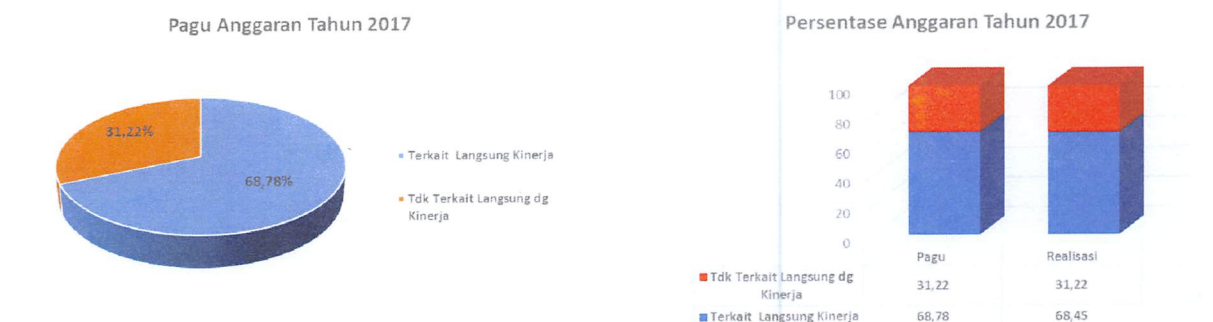 Pagu Anggaran Tahun 2017
31,22%
68,78%
Terkait Langsung Kinerja
Tdk Terkait Langsung dg
Kinerja
Persentase Anggaran Tahun 2017
100
80
60
40
20
0
Pagu Realisasi
Tdk Terkait Langsung dg
Kinerja
31,22 31,22
Terkait Langsung Kinerja 68,78 68,45